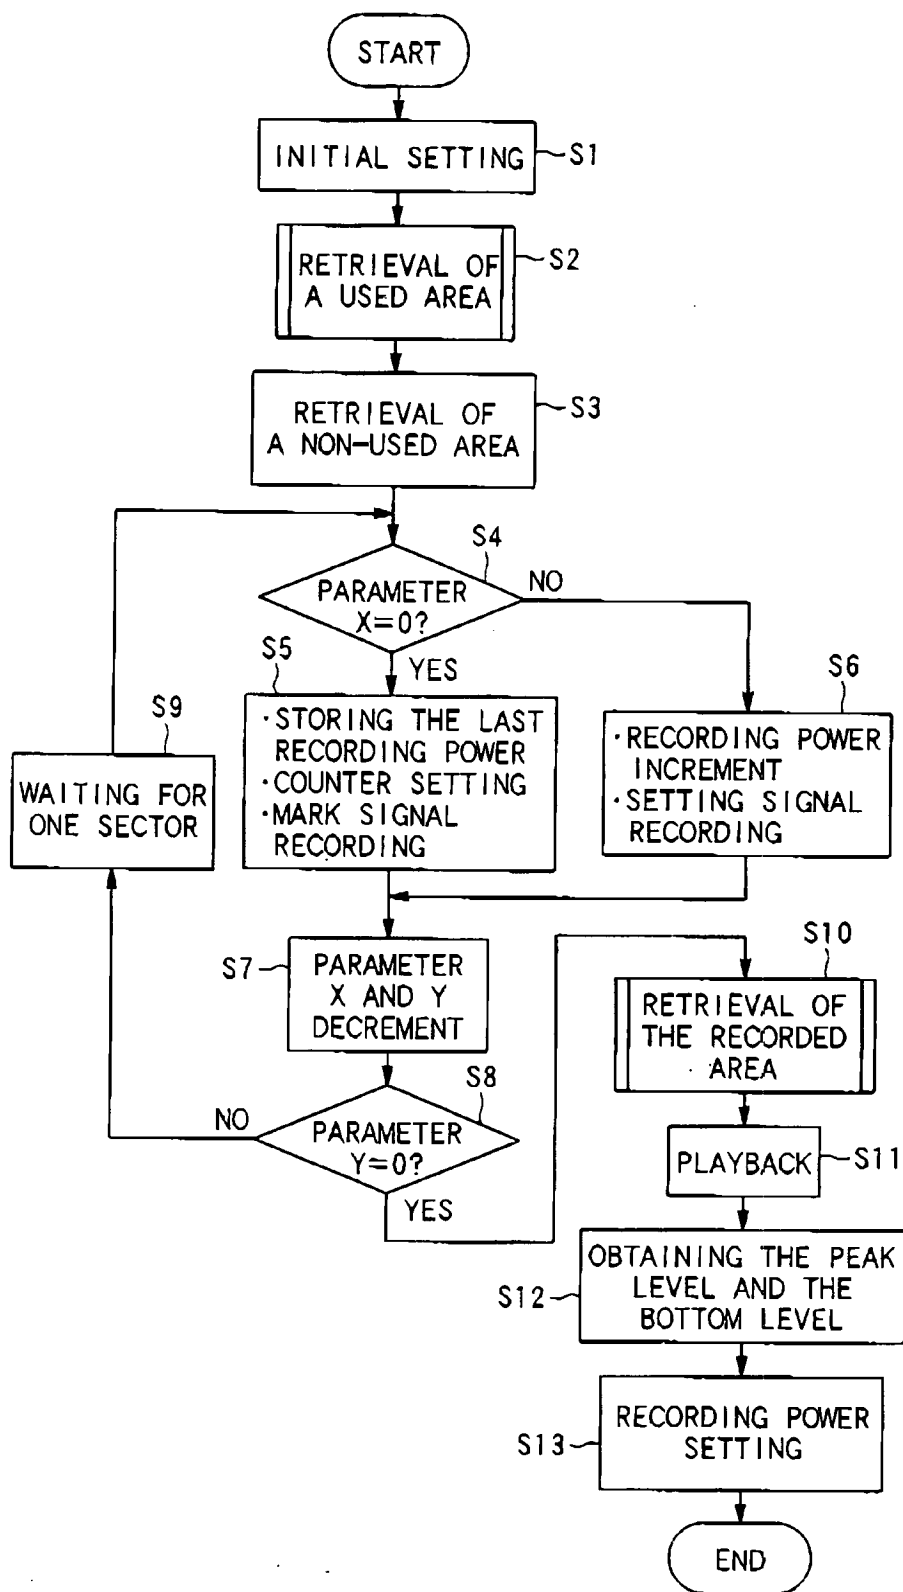 START
INITIAL SETTING
S1
RETRIEVAL OF
A USED AREA
S2
RETRIEVAL OF
A NON-USED AREA
S3
S4
PARAMETER
X=0?
NO
YES
S5
·STORING THE LAST
RECORDING POWER
·COUNTER SETTING
·MARK SIGNAL
RECORDING
S6
·RECORDING POWER
INCREMENT
·SETTING SIGNAL
RECORDING
S9
WAITING FOR
ONE SECTOR
S7
PARAMETER
X AND Y
DECREMENT
S8
PARAMETER
Y=0?
NO
YES
S10
RETRIEVAL OF
THE RECORDED
AREA
PLAYBACK
S11
OBTAINING THE PEAK
LEVEL AND THE
BOTTOM LEVEL
S12
RECORDING POWER
SETTING
S13
END